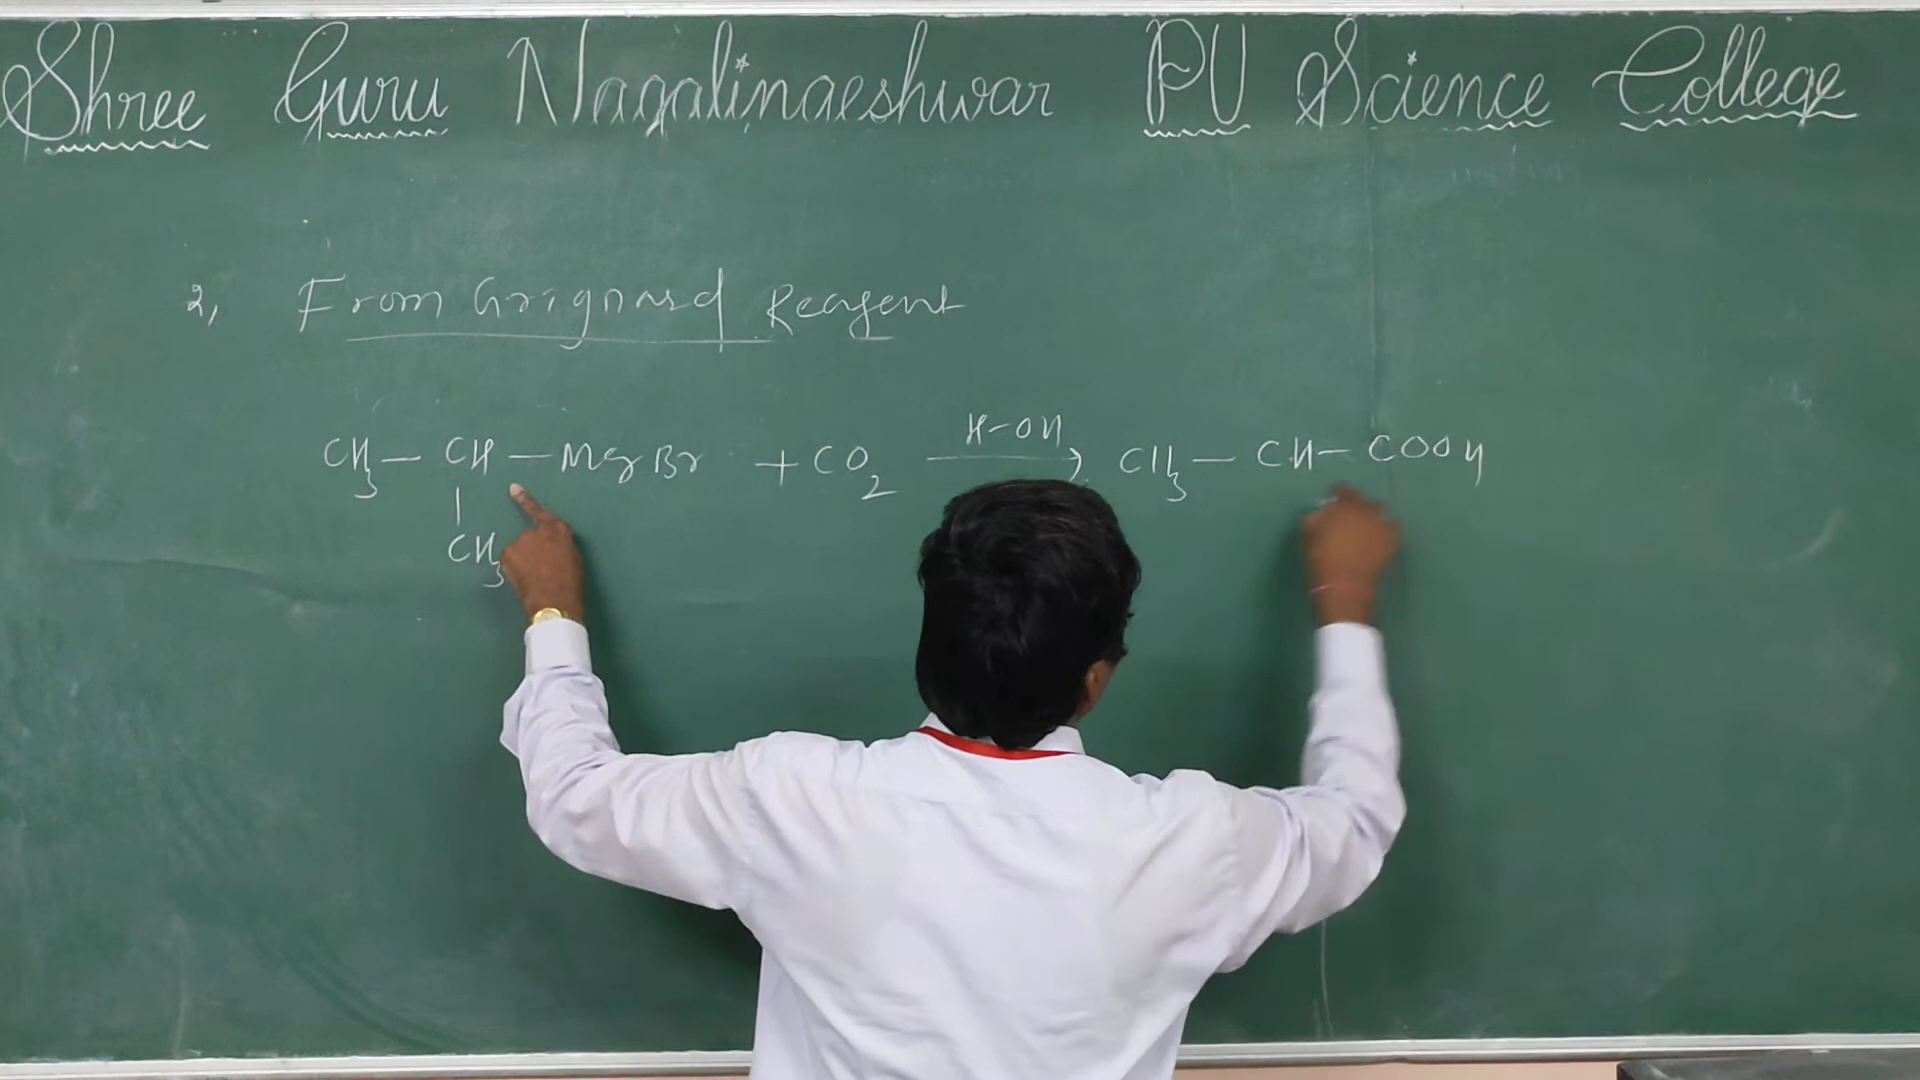 Shree Guru Nagalinaeshwar PU Science College
2, From Grignard Reagent
CH3 — CH — MgBr + CO2 H-OH → CH3 — CH — COOH
|
CH3